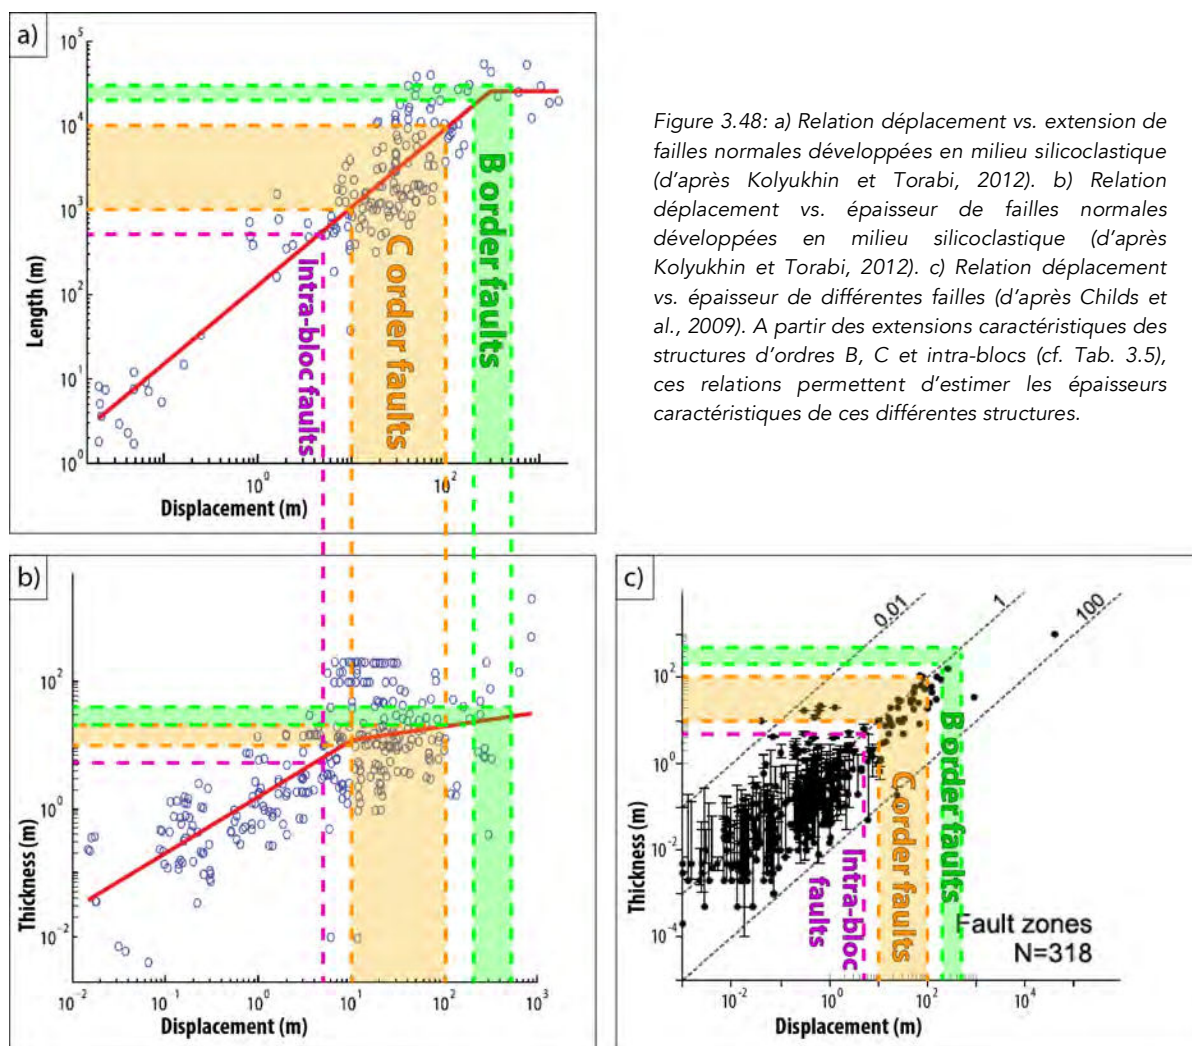 a)
10^5
10^4
10^3
10^2
10^1
10^0
Length (m)
10^0
10^2
Displacement (m)
Intra-bloc faults
C order faults
B order faults
Figure 3.48: a) Relation déplacement vs. extension de
failles normales développées en milieu silicoclastique
(d'après Kolyukhin et Torabi, 2012). b) Relation
déplacement vs. épaisseur de failles normales
développées en milieu silicoclastique (d'après
Kolyukhin et Torabi, 2012). c) Relation déplacement
vs. épaisseur de différentes failles (d'après Childs et
al., 2009). A partir des extensions caractéristiques des
structures d'ordres B, C et intra-blocs (cf. Tab. 3.5),
ces relations permettent d'estimer les épaisseurs
caractéristiques de ces différentes structures.
b)
10^2
10^0
10^-2
Thickness (m)
10^-2
10^-1
10^0
10^1
10^2
10^3
Displacement (m)
c)
0.01
1
100
10^2
10^0
10^-2
10^-4
Thickness (m)
Intra-bloc
faults
C order faults
B order faults
Fault zones
N=318
10^-2
10^0
10^2
10^4
Displacement (m)